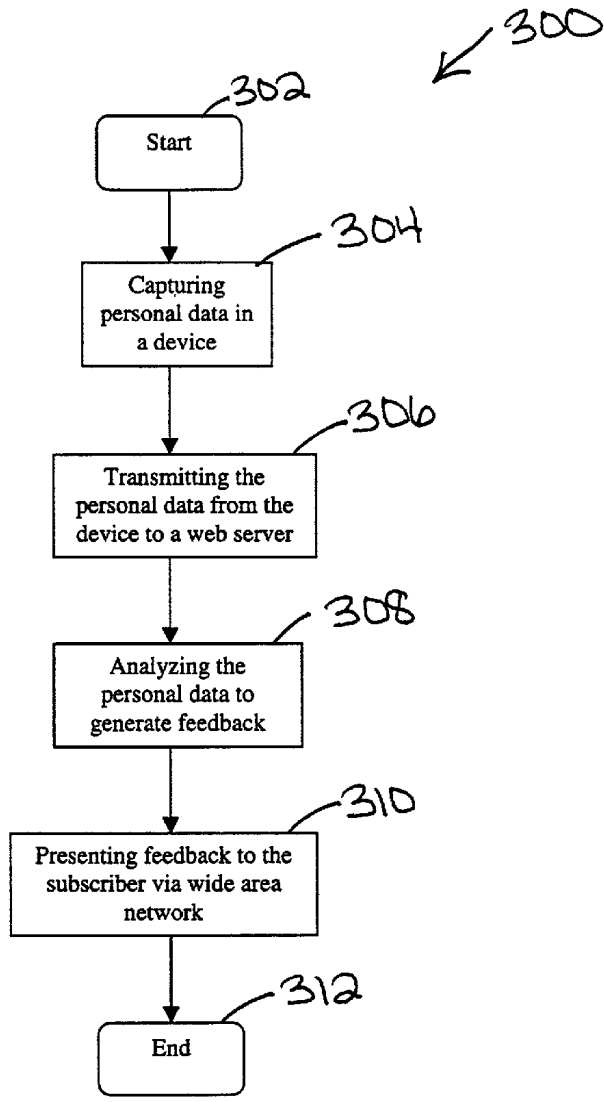 300
302
Start
304
Capturing
personal data in
a device
306
Transmitting the
personal data from the
device to a web server
308
Analyzing the
personal data to
generate feedback
310
Presenting feedback to the
subscriber via wide area
network
312
End